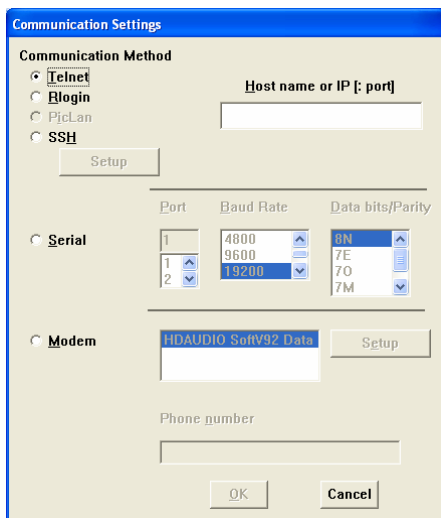 Communication Settings
Communication Method
Telnet
Rlogin
PicLan
SSH
Setup
Host name or IP [: port]
Port
Baud Rate
Data bits/Parity
Serial
1
1
2
4800
9600
19200
8N
7E
7O
7M
Modem
HDAUDIO SoftV92 Data
Setup
Phone number
OK
Cancel